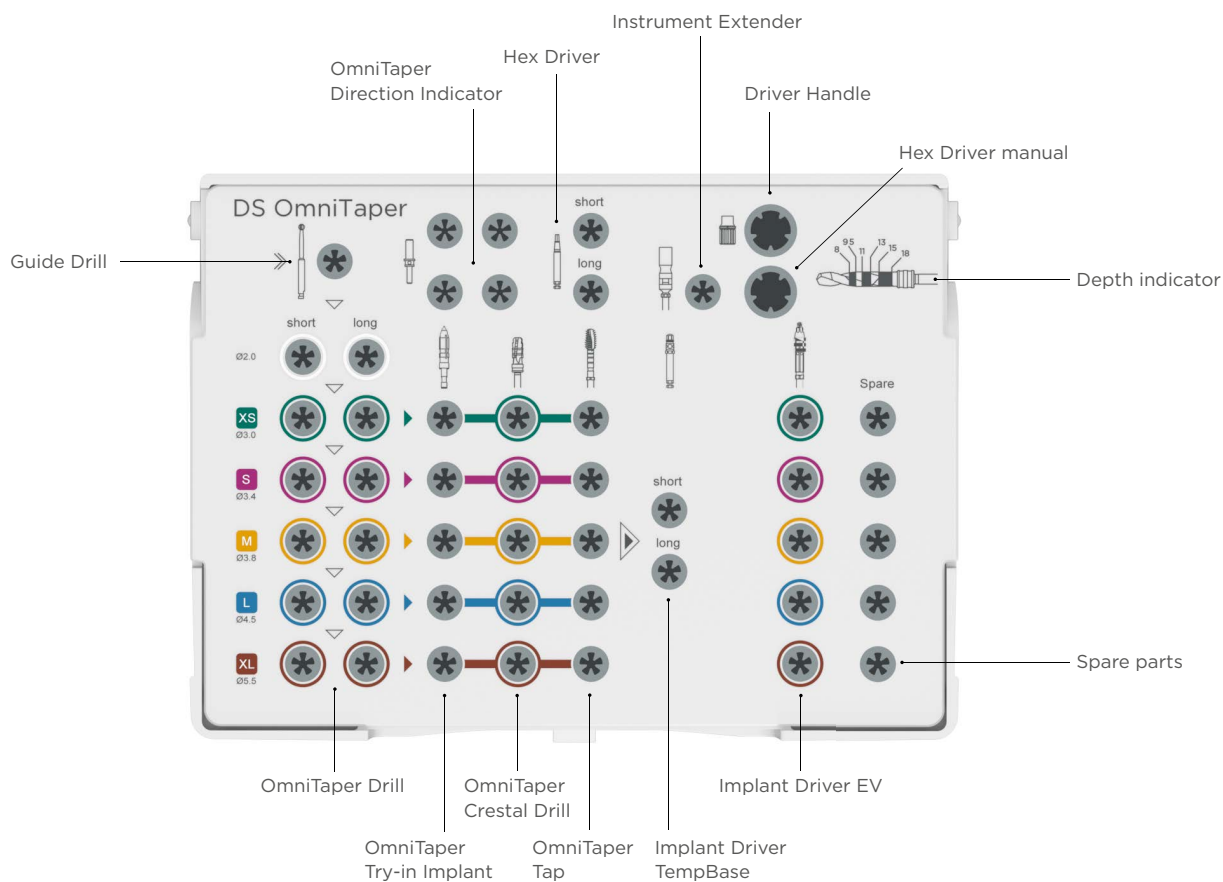 Instrument Extender
Hex Driver
OmniTaper
Direction Indicator
Driver Handle
Hex Driver manual
DS OmniTaper
short
long
8
9.5
11
13
15
18
Guide Drill
Depth indicator
short
long
Ø2.0
Spare
XS
Ø3.0
S
Ø3.4
short
M
Ø3.8
long
L
Ø4.5
XL
Ø5.5
Spare parts
OmniTaper Drill
OmniTaper
Crestal Drill
Implant Driver EV
OmniTaper
Try-in Implant
OmniTaper
Tap
Implant Driver
TempBase